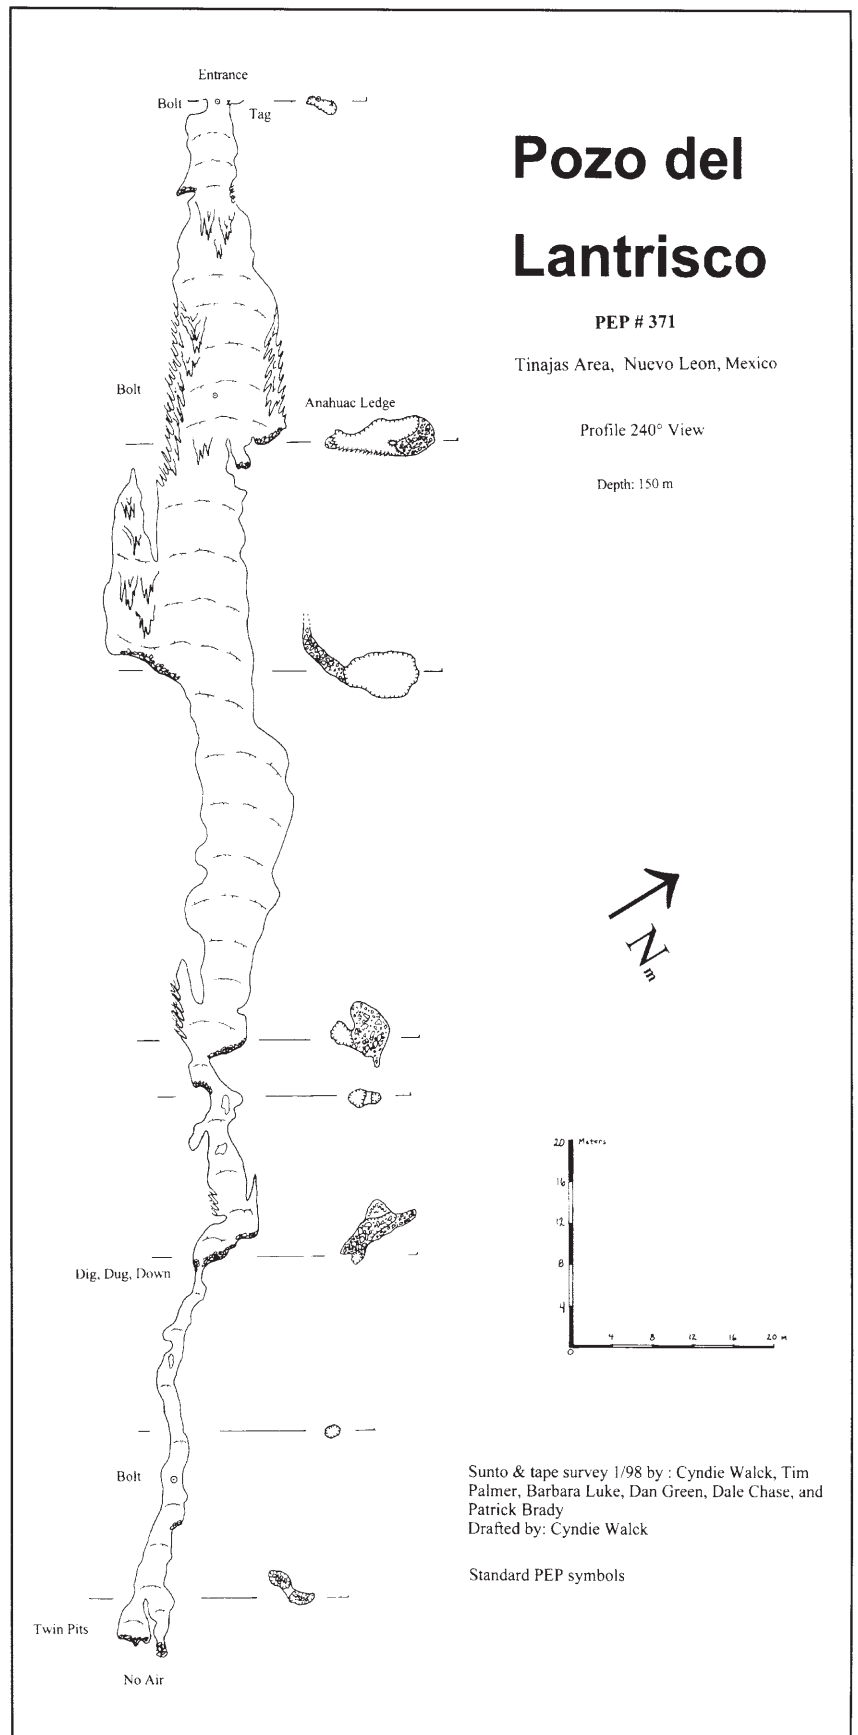 Entrance
Bolt
Tag
Pozo del
Lantrisco
PEP # 371
Tinajas Area, Nuevo Leon, Mexico
Profile 240° View
Depth: 150 m
Bolt
Anahuac Ledge
N
m
20 Meters
16
12
8
4
0
4 8 12 16 20 m
Dig, Dug, Down
Bolt
Sunto & tape survey 1/98 by : Cyndie Walck, Tim
Palmer, Barbara Luke, Dan Green, Dale Chase, and
Patrick Brady
Drafted by: Cyndie Walck
Standard PEP symbols
Twin Pits
No Air